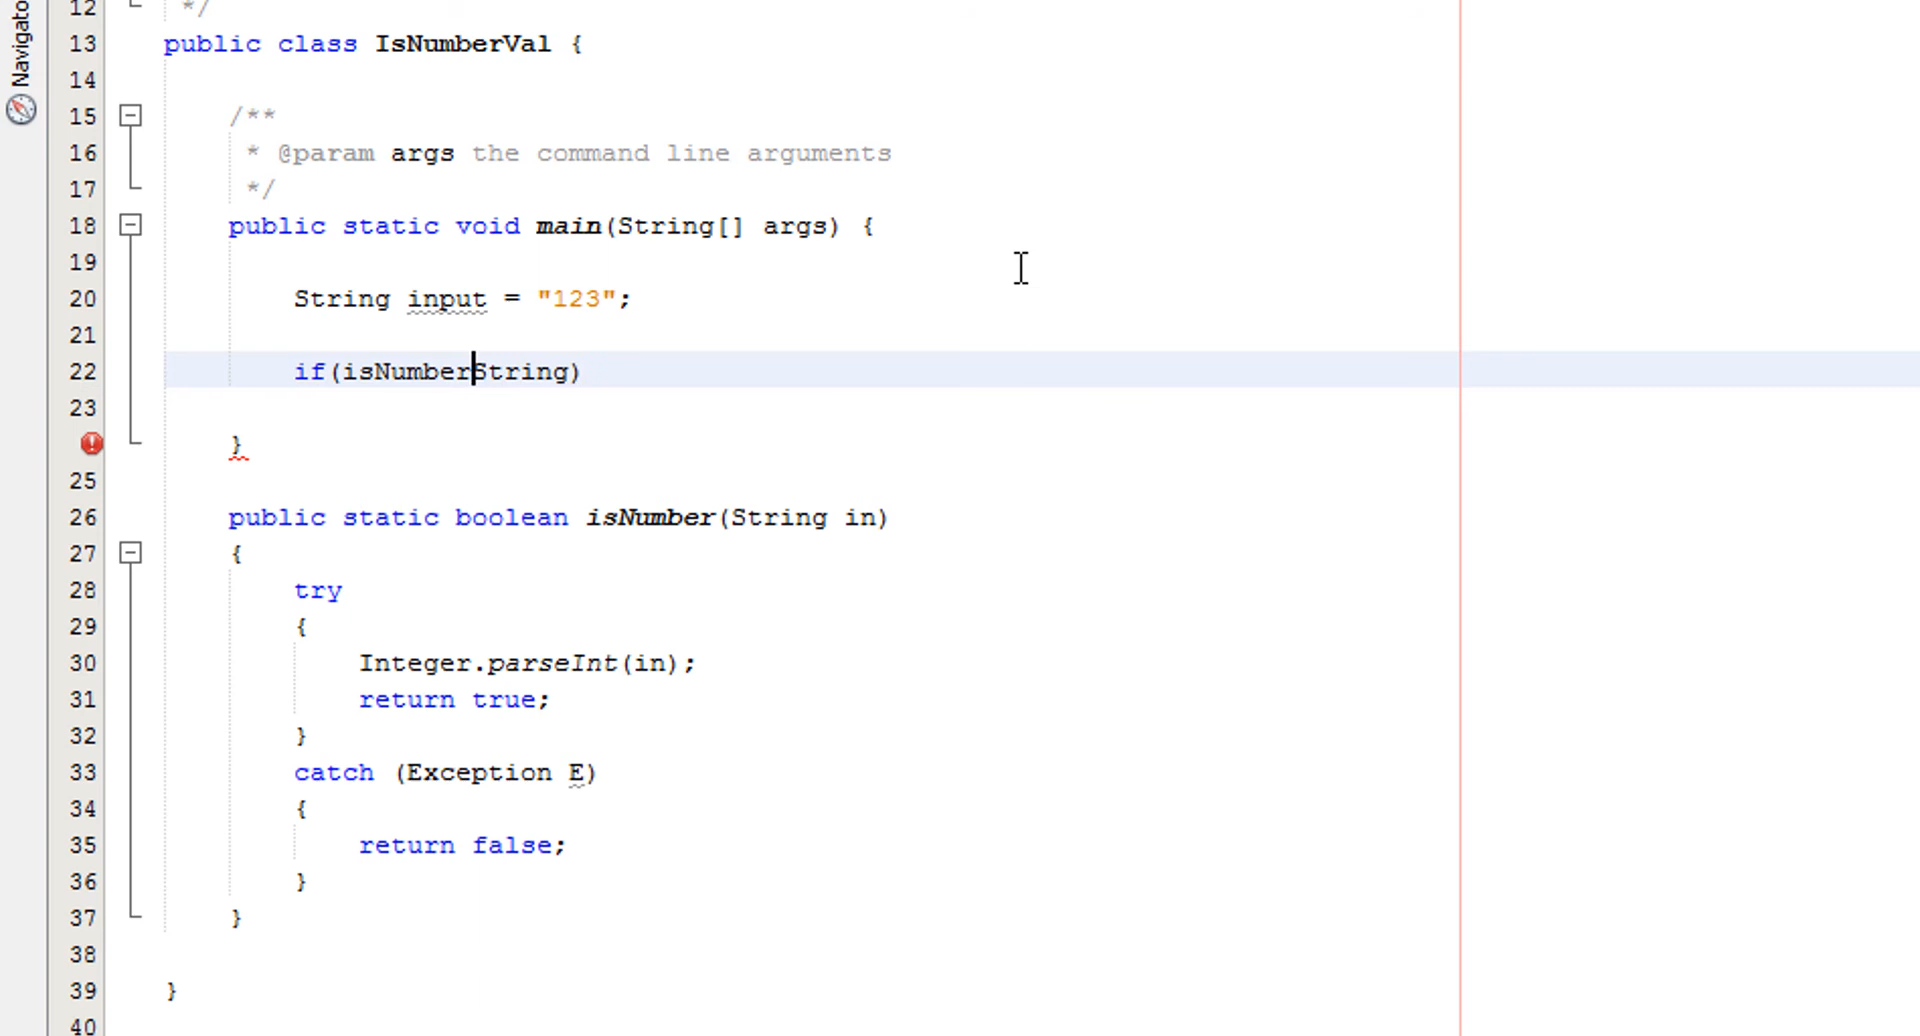 Navigato
12 */
13 public class IsNumberVal {
14
15 /**
16 * @param args the command line arguments
17 */
18 public static void main(String[] args) {
19
20 String input = "123";
21
22 if(isNumberString)
23
}
25
26 public static boolean isNumber(String in)
27 {
28 try
29 {
30 Integer.parseInt(in);
31 return true;
32 }
33 catch (Exception E)
34 {
35 return false;
36 }
37 }
38
39 }
40